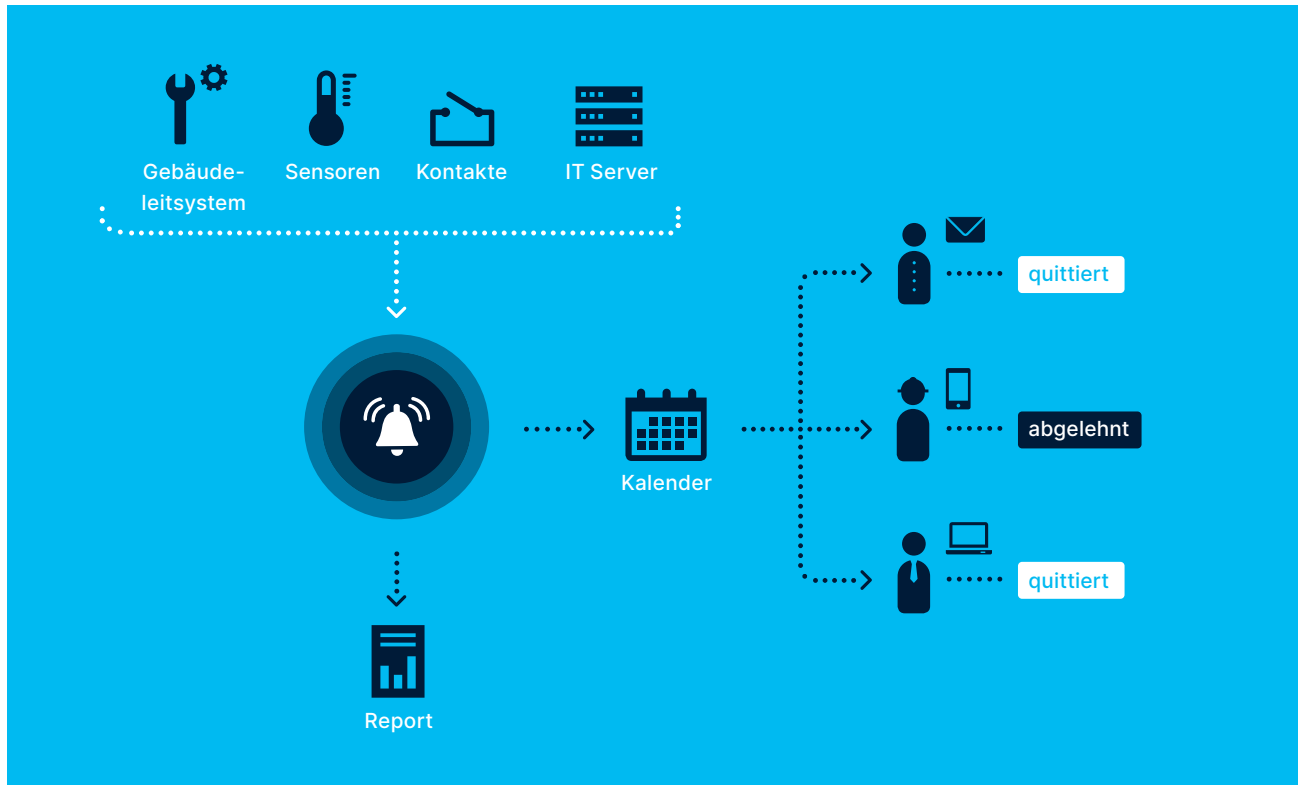 Gebäude-
leitsystem
Sensoren
Kontakte
IT Server
quittiert
abgelehnt
Kalender
quittiert
Report